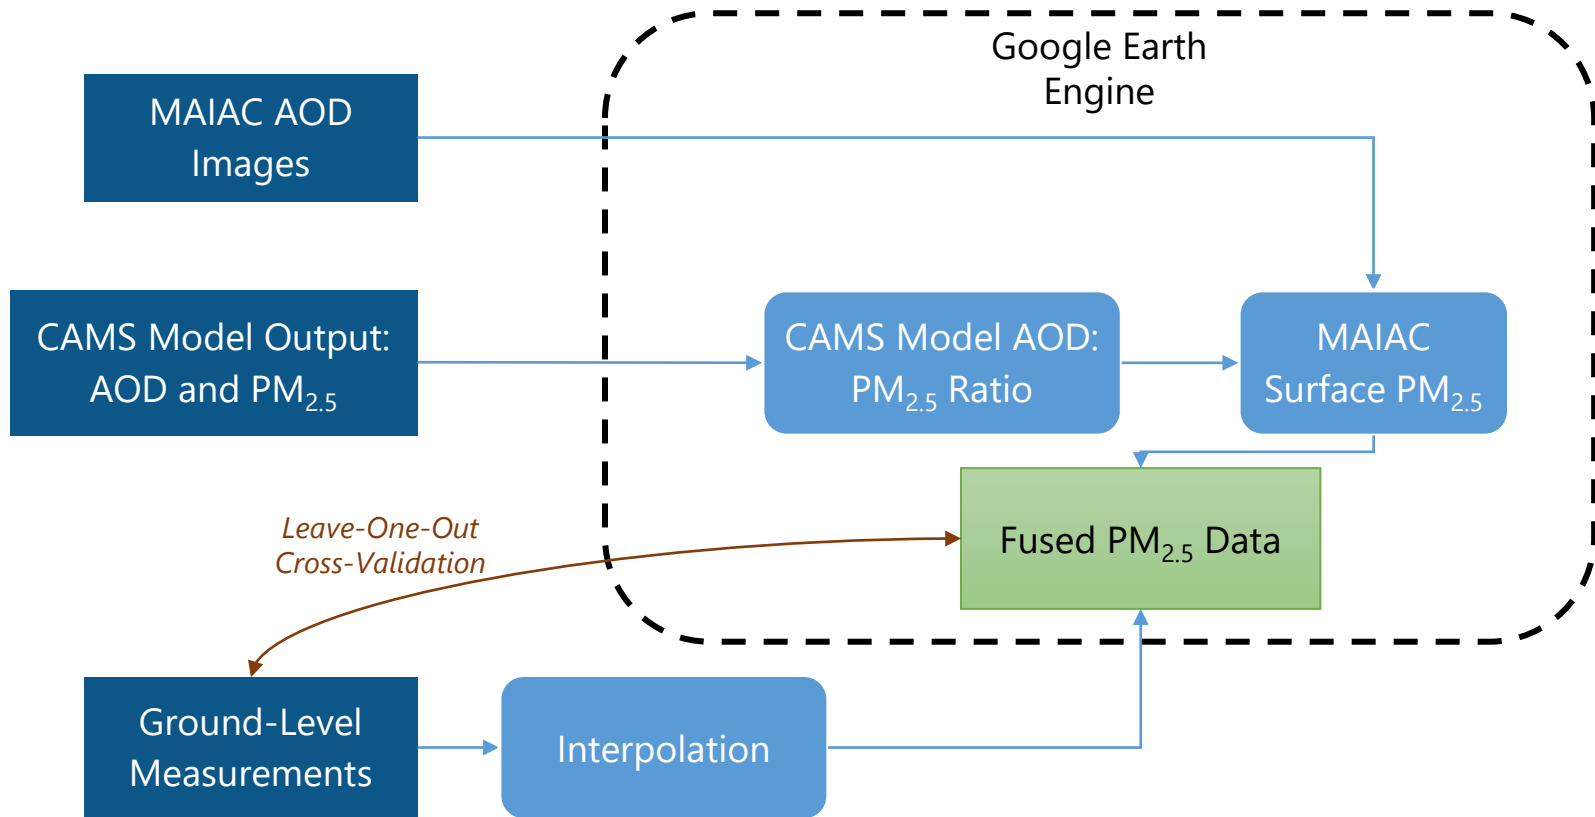 Google Earth
Engine
MAIAC AOD
Images
CAMS Model Output:
AOD and PM₂.₅
CAMS Model AOD:
PM₂.₅ Ratio
MAIAC
Surface PM₂.₅
Leave-One-Out
Cross-Validation
Fused PM₂.₅ Data
Ground-Level
Measurements
Interpolation